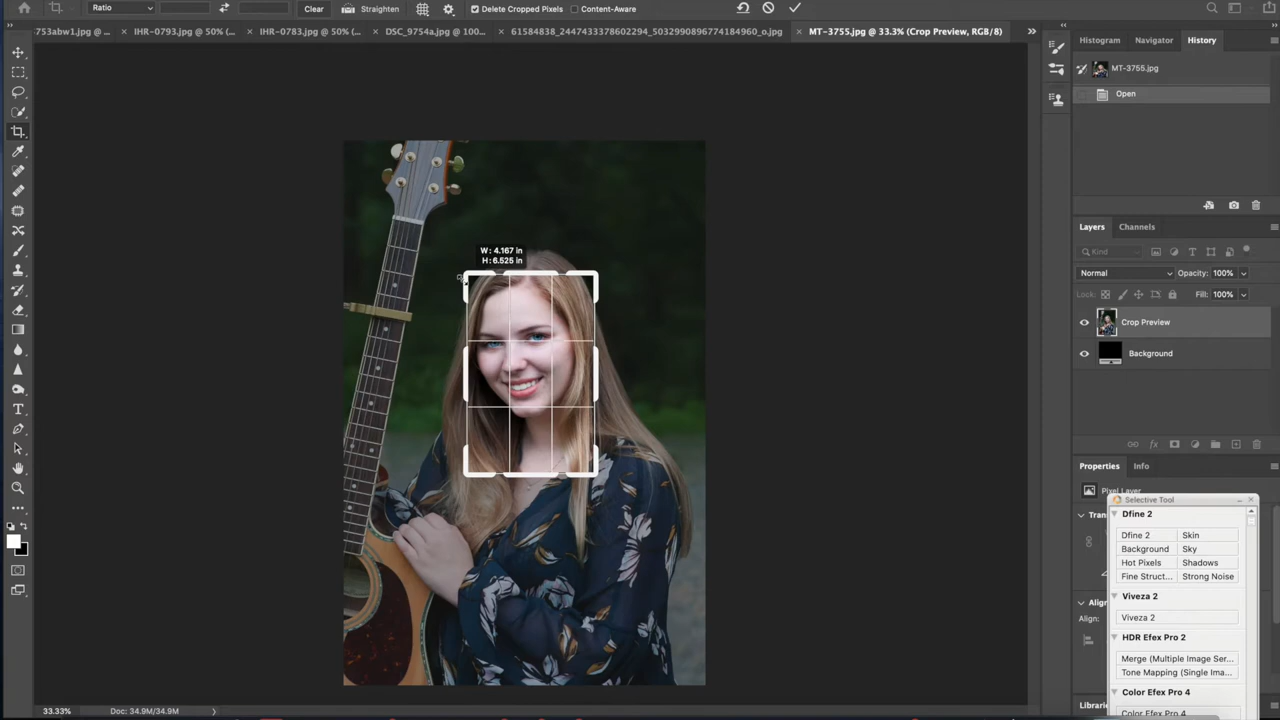 Ratio Clear Straighten Delete Cropped Pixels Content-Aware
753abw1.jpg @ ... × IHR-0793.jpg @ 50% (... × IHR-0783.jpg @ 50% (... × DSC_9754a.jpg @ 100... × 61584838_2447433378602294_5032990896774184960_o.jpg × MT-3755.jpg @ 33.3% (Crop Preview, RGB/8)
Histogram Navigator History
MT-3755.jpg
Open
W: 4.167 in
H: 6.525 in
Layers Channels
Kind
Normal Opacity: 100%
Lock: Fill: 100%
Crop Preview
Background
Properties Info
Pixel Layer
Trans
Selective Tool
Dfine 2
Dfine 2 Skin
Background Sky
Hot Pixels Shadows
Fine Struct... Strong Noise
Viveza 2
Viveza 2
HDR Efex Pro 2
Merge (Multiple Image Ser...
Tone Mapping (Single Ima...
Color Efex Pro 4
Color Efex Pro 4
Align
Align:
Librari
33.33% Doc: 34.9M/34.9M